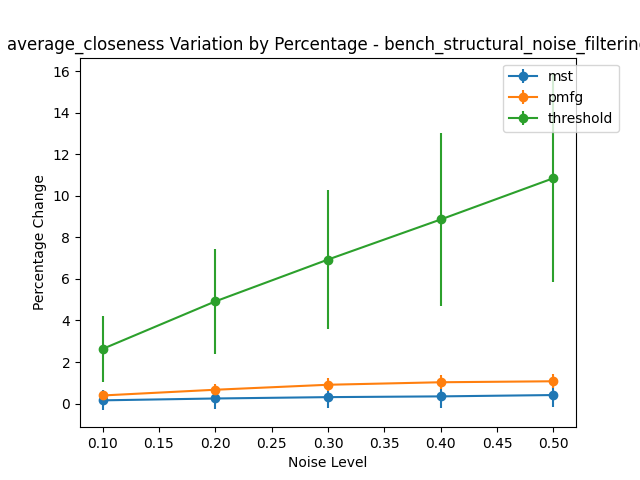 average_closeness Variation by Percentage - bench_structural_noise_filtering
16
14
12
10
8
6
4
2
0
Percentage Change
mst
pmfg
threshold
0.10 0.15 0.20 0.25 0.30 0.35 0.40 0.45 0.50
Noise Level